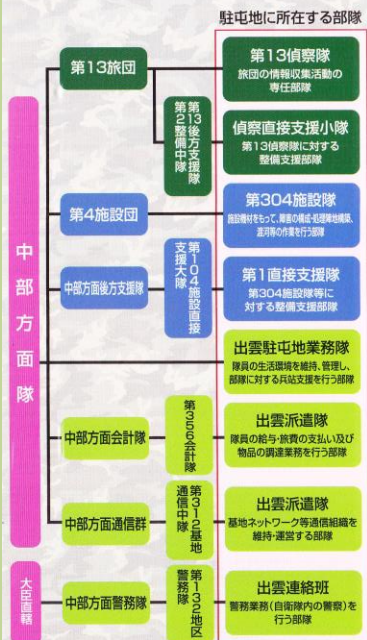 駐屯地に所在する部隊
中部方面隊
第13旅団
第13偵察隊
旅団の情報収集活動の
専任部隊
第13後方支援隊
第2整備中隊
偵察直接支援小隊
第13偵察隊に対する
整備支援部隊
第4施設団
第304施設隊
施設機材をもって、障害の構成・処理陣地構築、
渡河等の作業を行う部隊
中部方面後方支援隊
第104施設直接
支援大隊
第1直接支援隊
第304施設隊等に
対する整備支援部隊
出雲駐屯地業務隊
隊員の生活環境を維持、管理し、
部隊に対する兵站支援を行う部隊
中部方面会計隊
第356会計隊
出雲派遣隊
隊員の給与・旅費の支払い及び
物品の調達業務を行う部隊
中部方面通信群
第312基地
通信中隊
出雲派遣隊
基地ネットワーク等通信組織を
維持・運営する部隊
大臣直轄
中部方面警務隊
第132地区
警務隊
出雲連絡班
警務業務（自衛隊内の警察）を
行う部隊